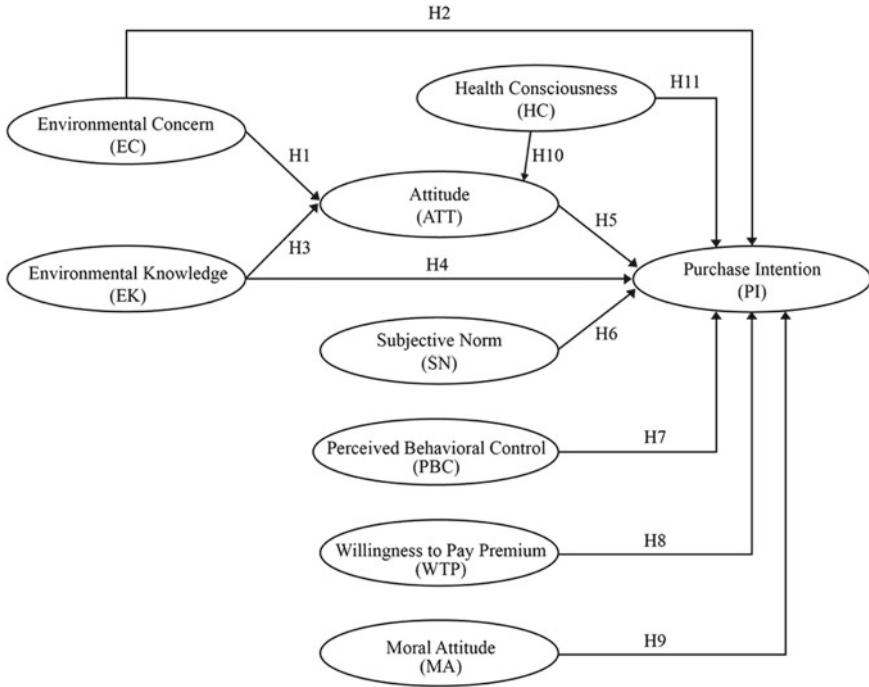 H2
Health Consciousness
(HC)
H11
Environmental Concern
(EC)
H1
H10
Attitude
(ATT)
H5
H3
Environmental Knowledge
(EK)
H4
Purchase Intention
(PI)
Subjective Norm
(SN)
H6
Perceived Behavioral Control
(PBC)
H7
Willingness to Pay Premium
(WTP)
H8
Moral Attitude
(MA)
H9